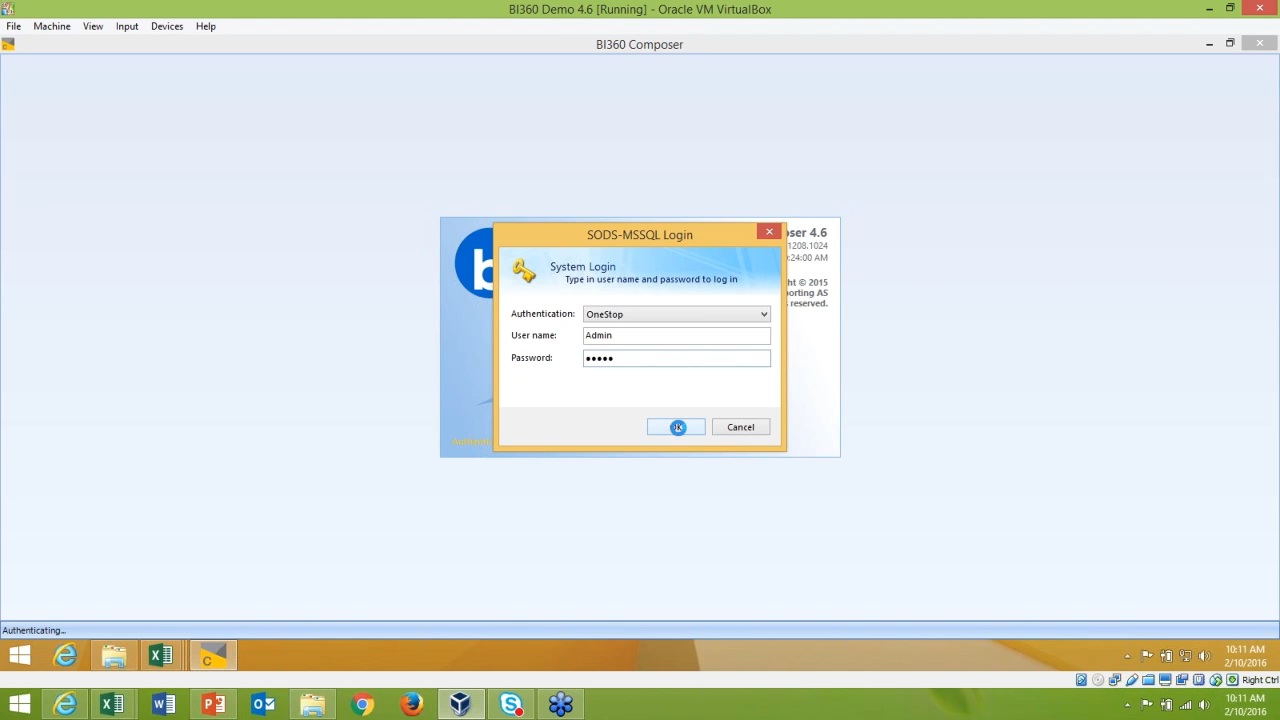 BI360 Demo 4.6 [Running] - Oracle VM VirtualBox
File Machine View Input Devices Help
BI360 Composer
SODS-MSSQL Login
oser 4.6
1208.1024
:24:00 AM
ht © 2015
porting AS
s reserved.
b
System Login
Type in user name and password to log in
Authentication: OneStop
User name: Admin
Password: •••••
Cancel
Authenticating...
10:11 AM
2/10/2016
Right Ctrl
10:11 AM
2/10/2016